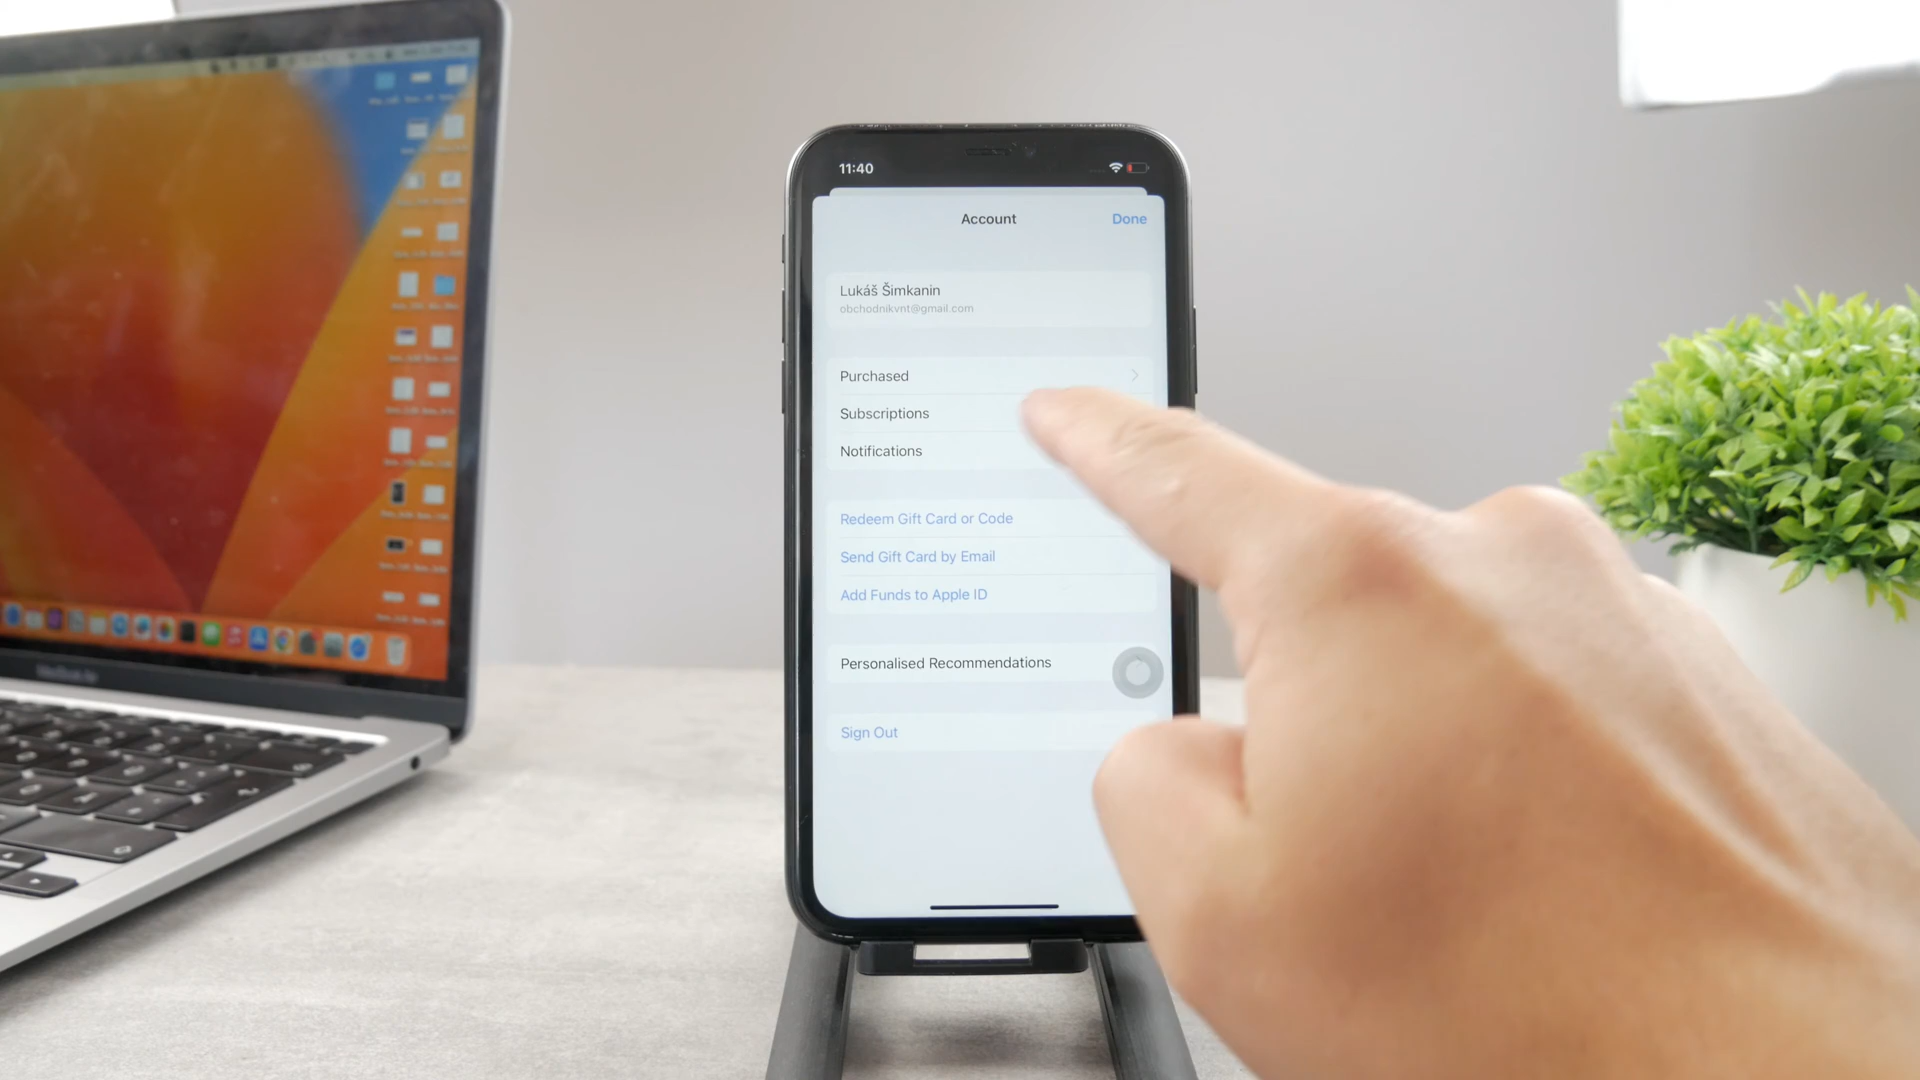 11:40
Account
Done
Lukáš Šimkanin
obchodnikvnt@gmail.com
Purchased
Subscriptions
Notifications
Redeem Gift Card or Code
Send Gift Card by Email
Add Funds to Apple ID
Personalised Recommendations
Sign Out